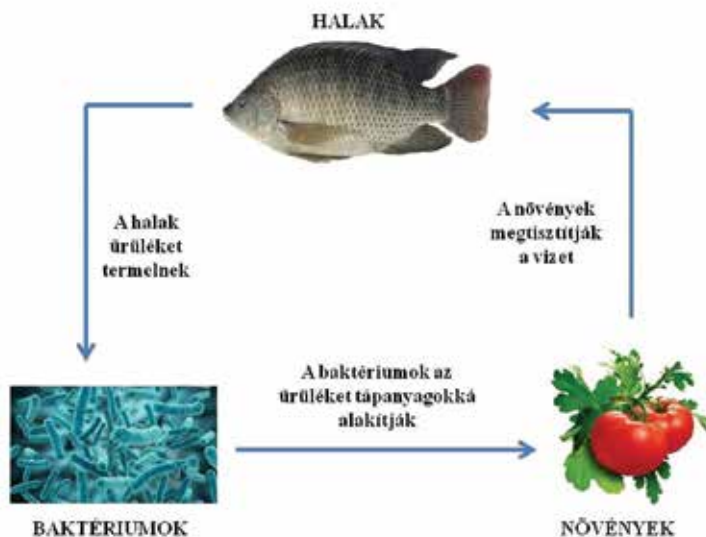 HALAK
A halak
ürüléket
termelnek
A növények
megtisztítják
a vizet
A baktériumok az
ürüléket tápanyagokká
alakítják
BAKTÉRIUMOK
NÖVÉNYEK